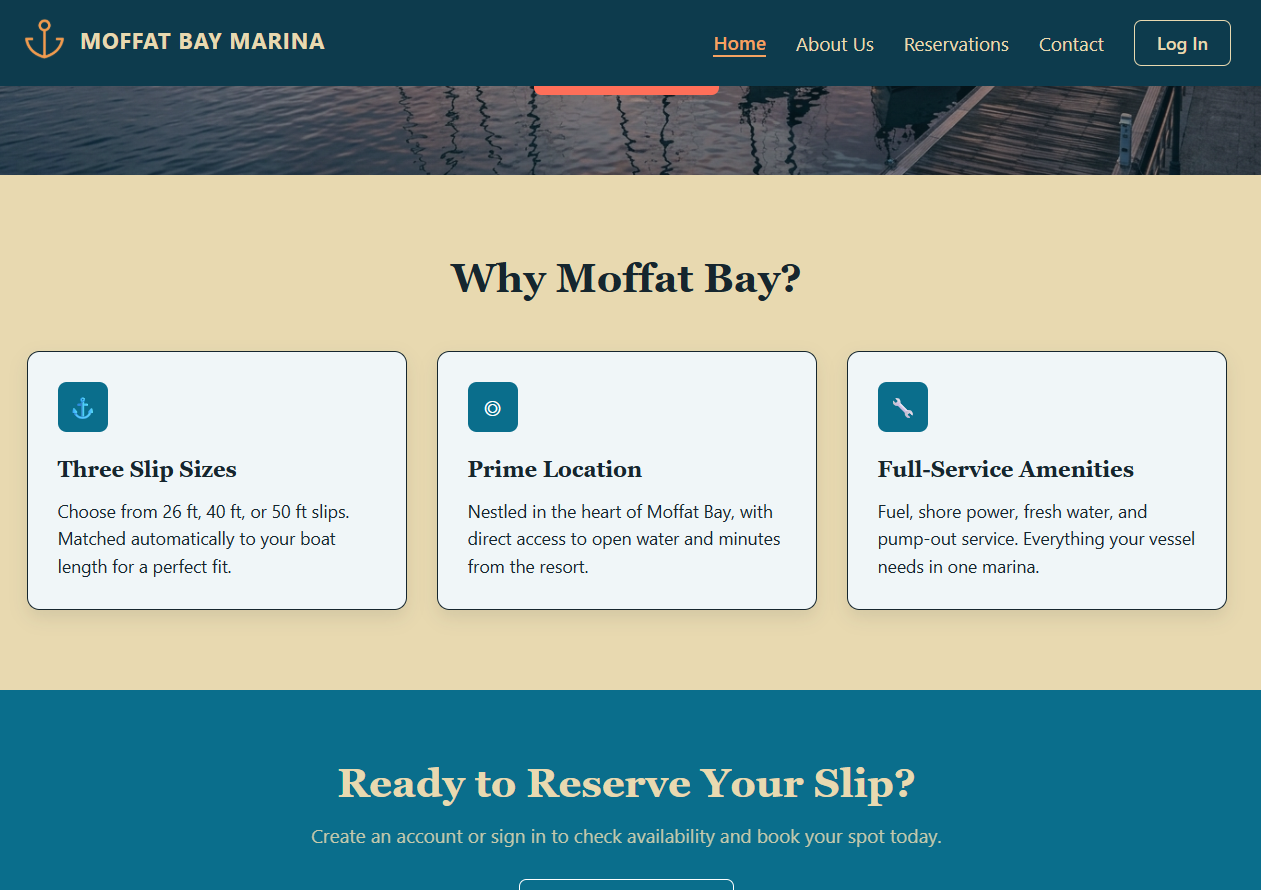 MOFFAT BAY MARINA
Home
About Us
Reservations
Contact
Log In
Why Moffat Bay?
Three Slip Sizes
Choose from 26 ft, 40 ft, or 50 ft slips.
Matched automatically to your boat
length for a perfect fit.
Prime Location
Nestled in the heart of Moffat Bay, with
direct access to open water and minutes
from the resort.
Full-Service Amenities
Fuel, shore power, fresh water, and
pump-out service. Everything your vessel
needs in one marina.
Ready to Reserve Your Slip?
Create an account or sign in to check availability and book your spot today.